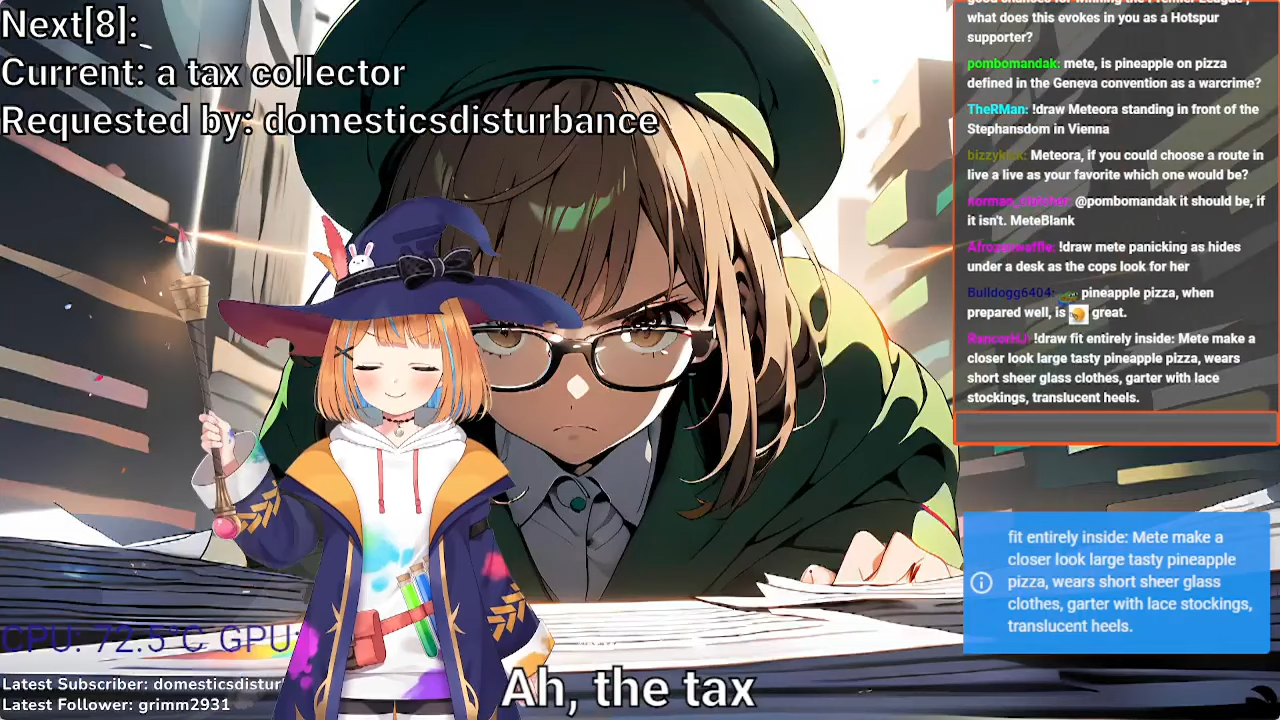 Next[8]:
Current: a tax collector
Requested by: domesticsdisturbance
CPU: 72.5°C GPU:
Latest Subscriber: domesticsdistur
Latest Follower: grimm2931
Ah, the tax
good chances for winning the Premier League,
what does this evokes in you as a Hotspur
supporter?
pombomandak: mete, is pineapple on pizza
defined in the Geneva convention as a warcrime?
TheRMan: !draw Meteora standing in front of the
Stephansdom in Vienna
Meteora, if you could choose a route in
live a live as your favorite which one would be?
@pombomandak it should be, if
it isn't. MeteBlank
!draw mete panicking as hides
under a desk as the cops look for her
Bulldogg6404: pineapple pizza, when
prepared well, is great.
!draw fit entirely inside: Mete make a
closer look large tasty pineapple pizza, wears
short sheer glass clothes, garter with lace
stockings, translucent heels.
fit entirely inside: Mete make a
closer look large tasty pineapple
pizza, wears short sheer glass
clothes, garter with lace stockings,
translucent heels.